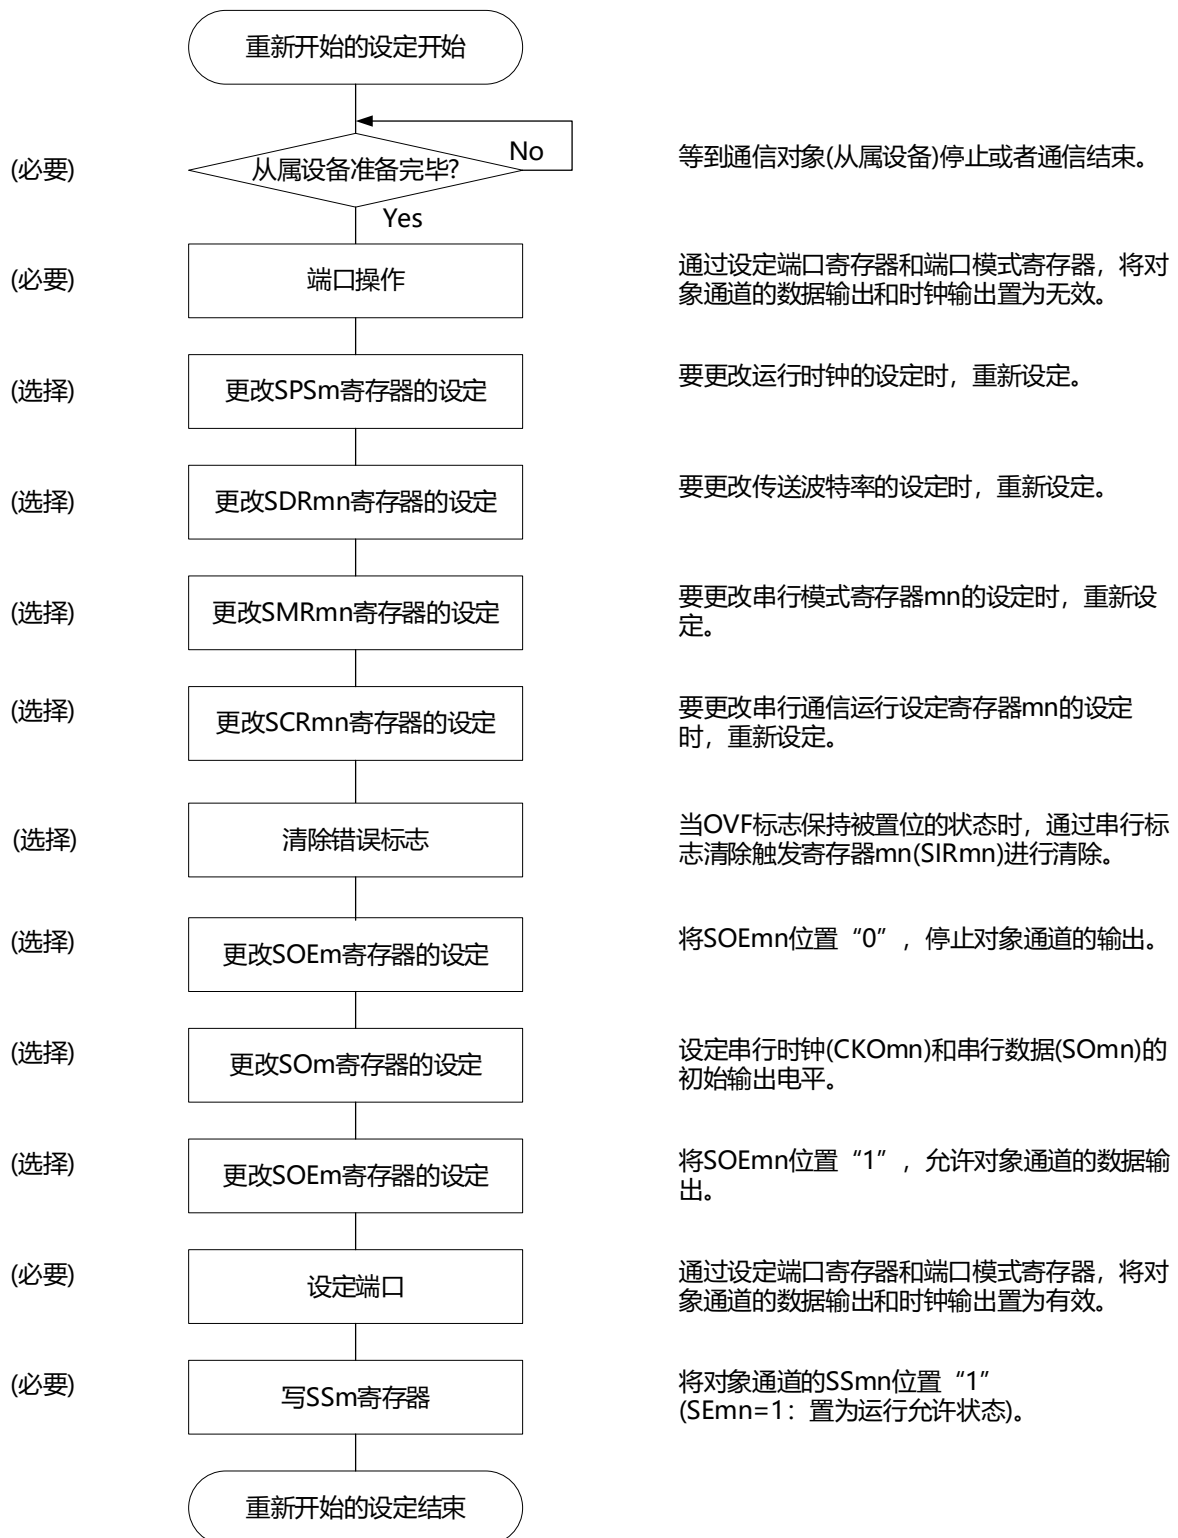 重新开始的设定开始
(必要)
从属设备准备完毕?
No
等到通信对象(从属设备)停止或者通信结束。
Yes
(必要)
端口操作
通过设定端口寄存器和端口模式寄存器，将对
象通道的数据输出和时钟输出置为无效。
(选择)
更改SPSm寄存器的设定
要更改运行时钟的设定时，重新设定。
(选择)
更改SDRmn寄存器的设定
要更改传送波特率的设定时，重新设定。
(选择)
更改SMRmn寄存器的设定
要更改串行模式寄存器mn的设定时，重新设
定。
(选择)
更改SCRmn寄存器的设定
要更改串行通信运行设定寄存器mn的设定
时，重新设定。
(选择)
清除错误标志
当OVF标志保持被置位的状态时，通过串行标
志清除触发寄存器mn(SIRmn)进行清除。
(选择)
更改SOEm寄存器的设定
将SOEmn位置“0”，停止对象通道的输出。
(选择)
更改SOm寄存器的设定
设定串行时钟(CKOmn)和串行数据(SOmn)的
初始输出电平。
(选择)
更改SOEm寄存器的设定
将SOEmn位置“1”，允许对象通道的数据输
出。
(必要)
设定端口
通过设定端口寄存器和端口模式寄存器，将对
象通道的数据输出和时钟输出置为有效。
(必要)
写SSm寄存器
将对象通道的SSmn位置“1”
(SEmn=1：置为运行允许状态)。
重新开始的设定结束